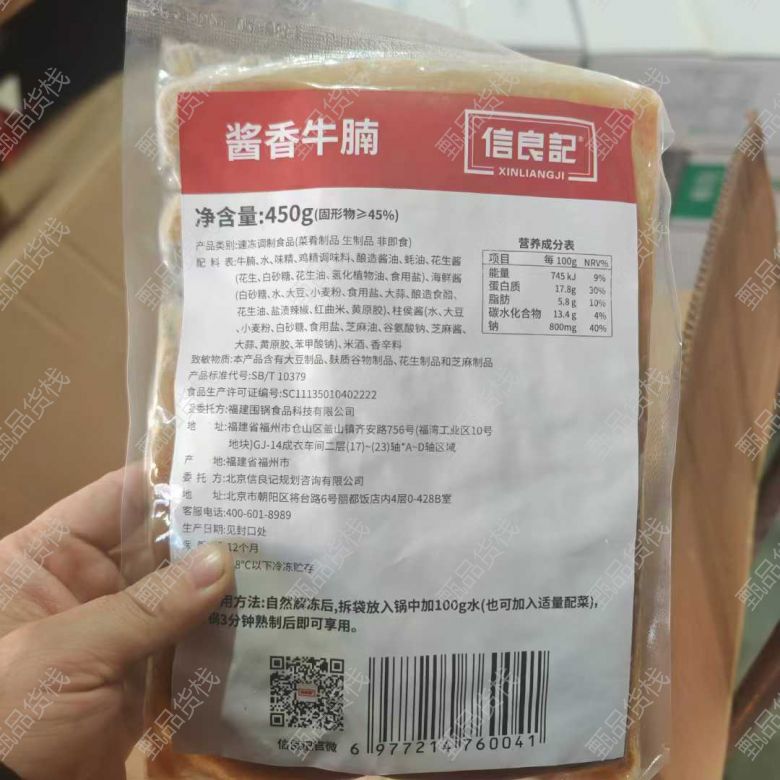 酱香牛腩
信良記®
XINLIANGJI
净含量:450g(固形物≥45%)
产品类别:速冻调制食品(菜肴制品 生制品 非即食)
配 料 表:牛腩、水、味精、鸡精调味料、酿造酱油、蚝油、花生酱
(花生、白砂糖、花生油、氢化植物油、食用盐)、海鲜酱
(白砂糖、水、大豆、小麦粉、食用盐、大蒜、酿造食醋、
花生油、盐渍辣椒、红曲米、黄原胶)、柱侯酱(水、大豆
、小麦粉、白砂糖、食用盐、芝麻油、谷氨酸钠、芝麻酱、
大蒜、黄原胶、苯甲酸钠)、米酒、香辛料
致敏物质:本产品含有大豆制品、麸质谷物制品、花生制品和芝麻制品
产品标准代号:SB/T 10379
食品生产许可证编号:SC11135010402222
受委托方:福建围锅食品科技有限公司
地 址:福建省福州市仓山区盖山镇齐安路756号(福湾工业区10号
地块)GJ-14成衣车间二层(17)~(23)轴*A~D轴区域
产 地:福建省福州市
委 托 方:北京信良记规划咨询有限公司
地 址:北京市朝阳区将台路6号丽都饭店内4层0-428B室
客服电话:400-601-8989
生产日期:见封口处
12个月
8℃以下冷冻贮存
用方法:自然解冻后,拆袋放入锅中加100g水(也可加入适量配菜),
锅3分钟熟制后即可享用。
营养成分表
项目 每 100g NRV%
能量 745 kJ 9%
蛋白质 17.8g 30%
脂肪 5.8 g 10%
碳水化合物 13.4 g 4%
钠 800mg 40%
信良记官微
6 977214 760041
甄品货栈